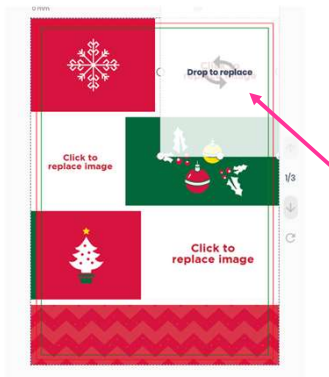 0 mm
Drop to replace
Click to
replace image
1/3
Click to
replace image